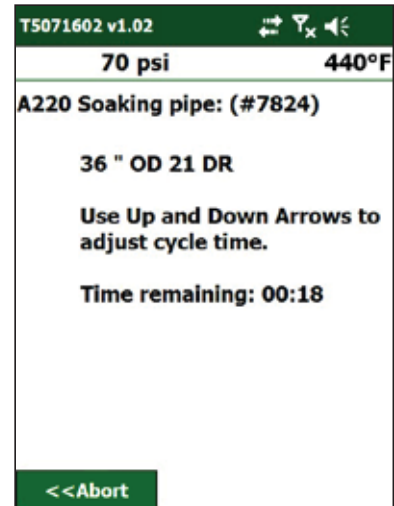 T5071602 v1.02
70 psi 440°F
A220 Soaking pipe: (#7824)
36 " OD 21 DR
Use Up and Down Arrows to
adjust cycle time.
Time remaining: 00:18
<<Abort